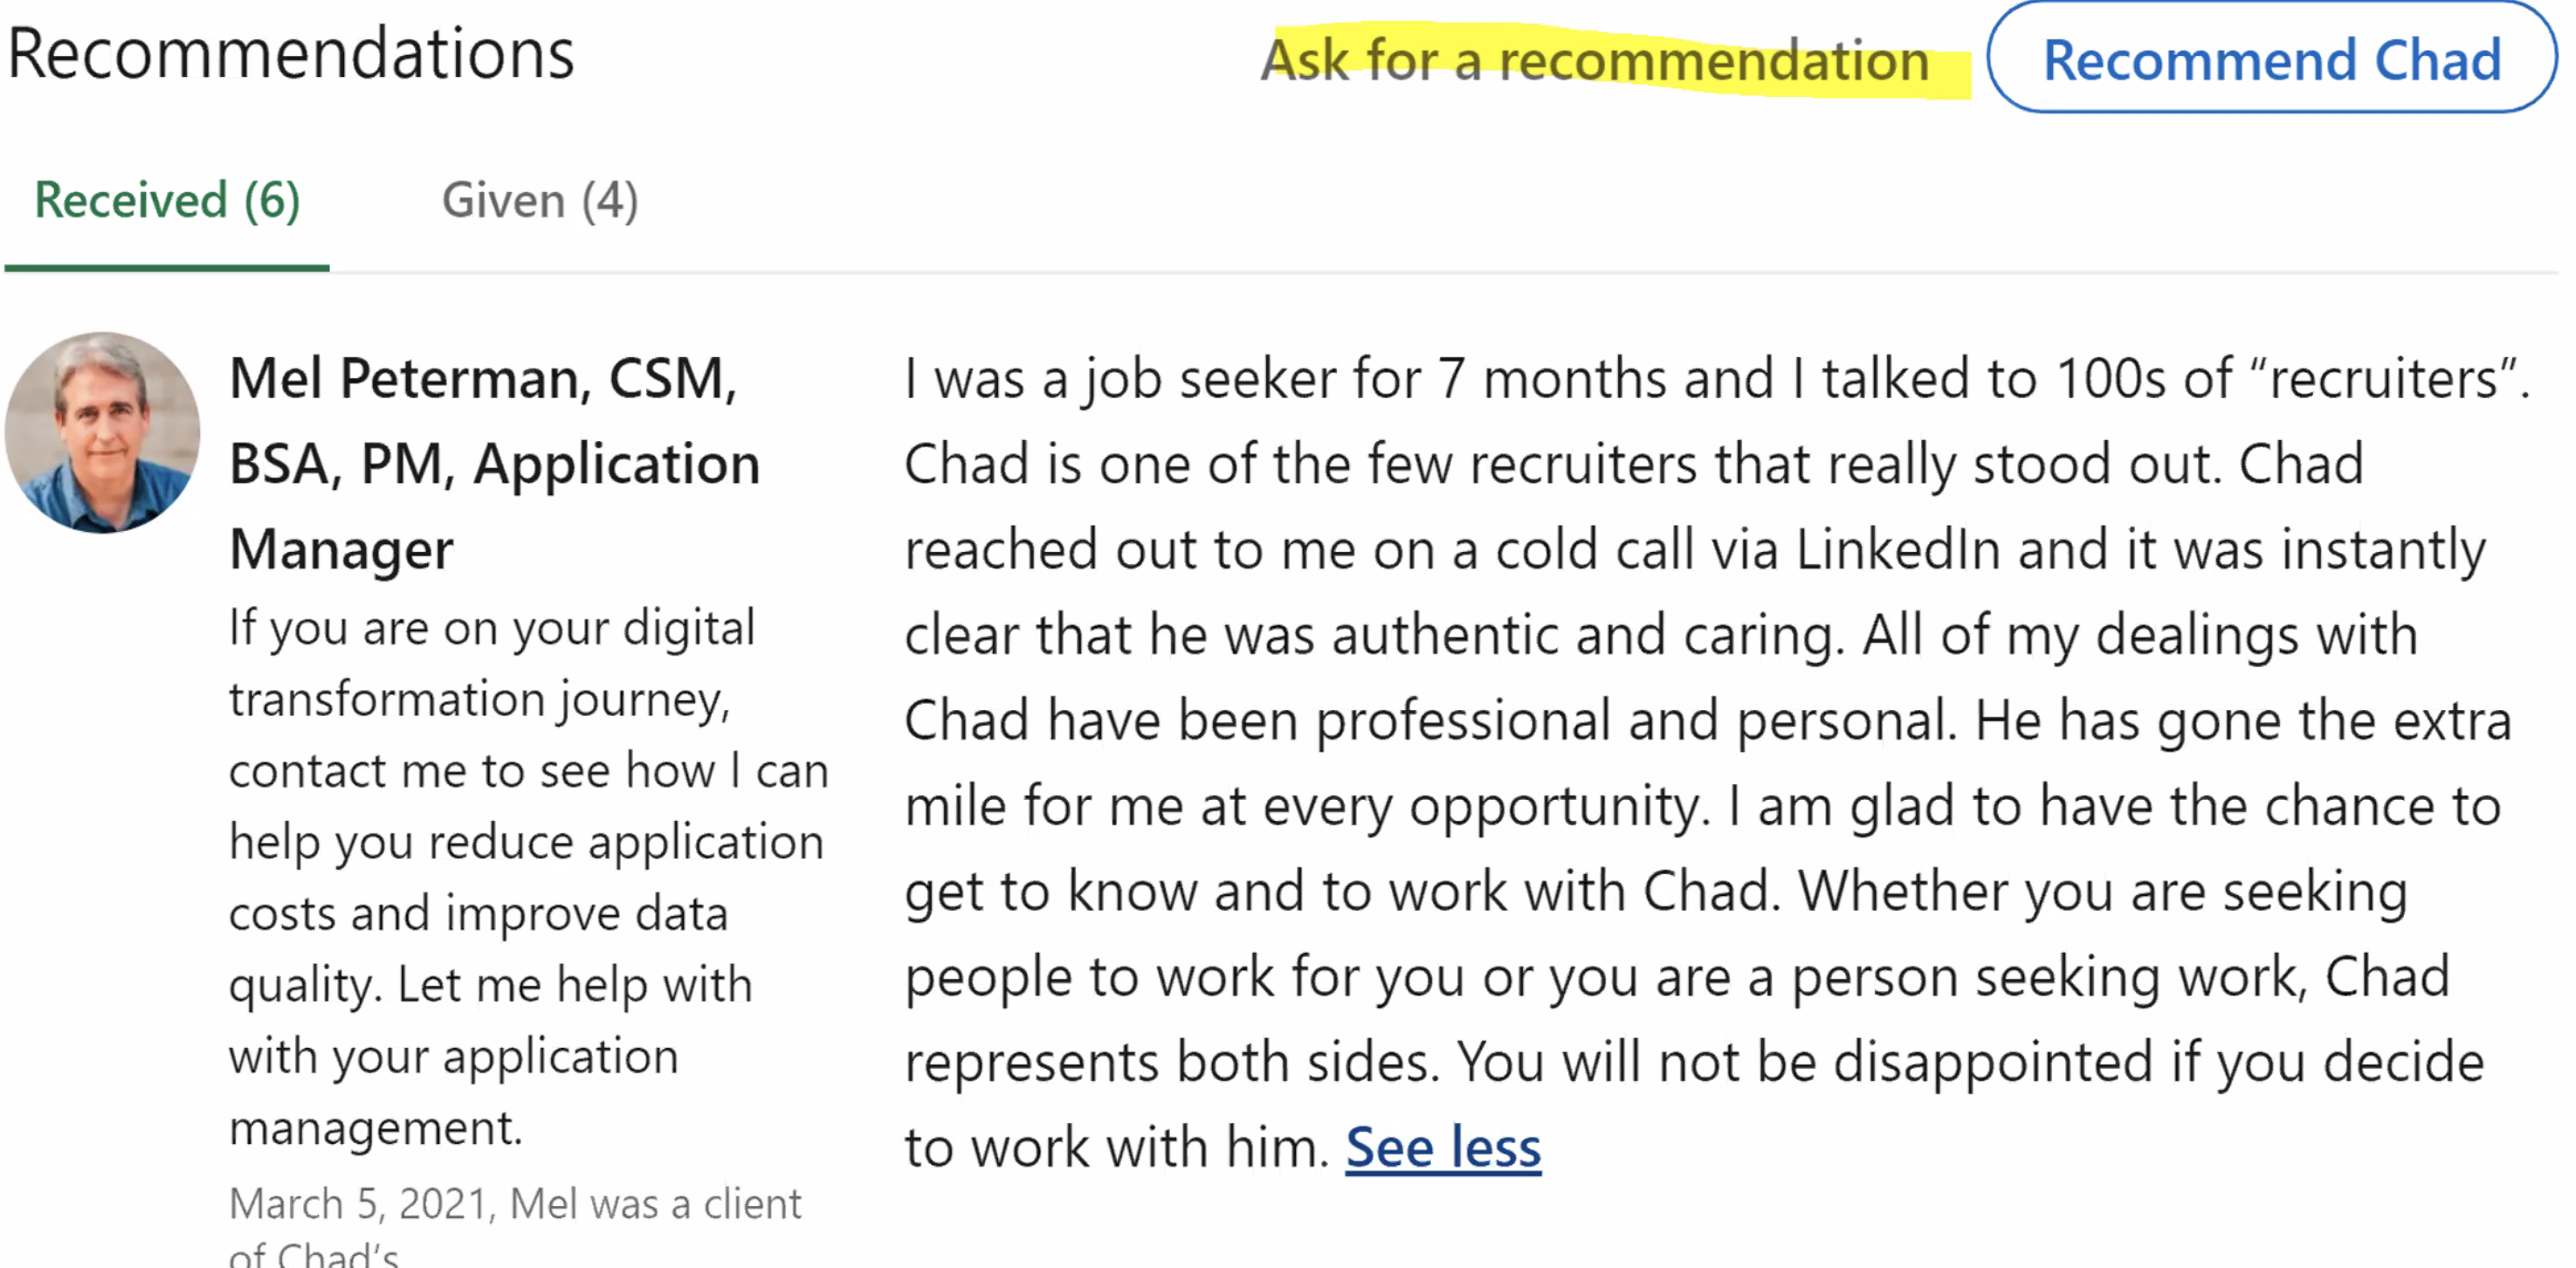 Recommendations
Ask for a recommendation
Recommend Chad
Received (6)
Given (4)
Mel Peterman, CSM,
BSA, PM, Application
Manager
If you are on your digital
transformation journey,
contact me to see how I can
help you reduce application
costs and improve data
quality. Let me help with
with your application
management.
March 5, 2021, Mel was a client
of Chad's
I was a job seeker for 7 months and I talked to 100s of “recruiters”.
Chad is one of the few recruiters that really stood out. Chad
reached out to me on a cold call via LinkedIn and it was instantly
clear that he was authentic and caring. All of my dealings with
Chad have been professional and personal. He has gone the extra
mile for me at every opportunity. I am glad to have the chance to
get to know and to work with Chad. Whether you are seeking
people to work for you or you are a person seeking work, Chad
represents both sides. You will not be disappointed if you decide
to work with him. See less